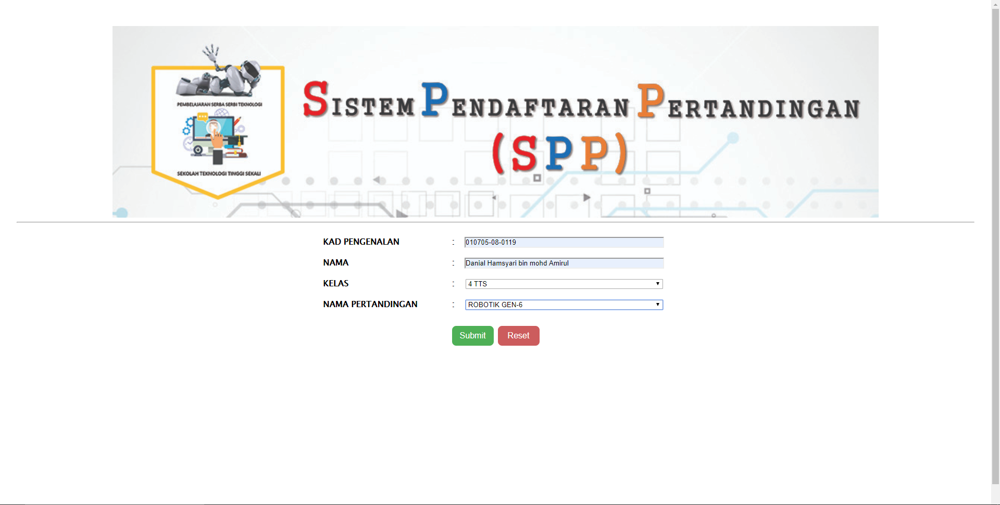 PEMBELAJARAN SERBA SERBI TEKNOLOGI
SEKOLAH TEKNOLOGI TINGGI SEKALI
SISTEM PENDAFTARAN PERTANDINGAN
(SPP)
KAD PENGENALAN : 010705-08-0119
NAMA : Danial Hamsyari bin mohd Amirul
KELAS : 4 TTS
NAMA PERTANDINGAN : ROBOTIK GEN-6
Submit Reset